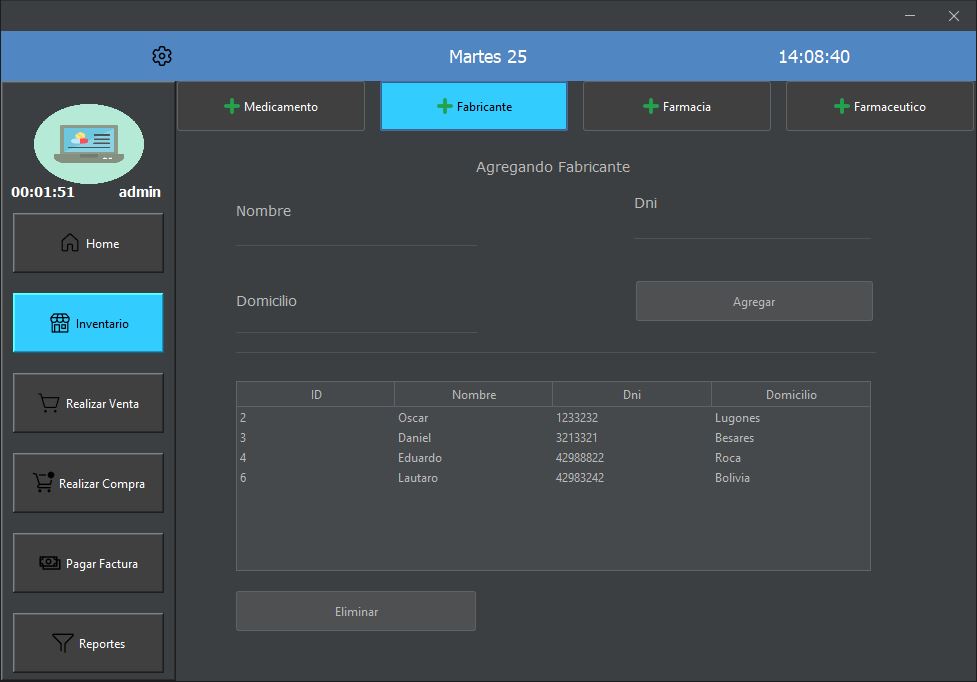 Martes 25 14:08:40
Medicamento Fabricante Farmacia Farmaceutico
00:01:51 admin
Home
Inventario
Realizar Venta
Realizar Compra
Pagar Factura
Reportes
Agregando Fabricante
Nombre
Dni
Domicilio
Agregar
ID Nombre Dni Domicilio
2 Oscar 1233232 Lugones
3 Daniel 3213321 Besares
4 Eduardo 42988822 Roca
6 Lautaro 42983242 Bolivia
Eliminar